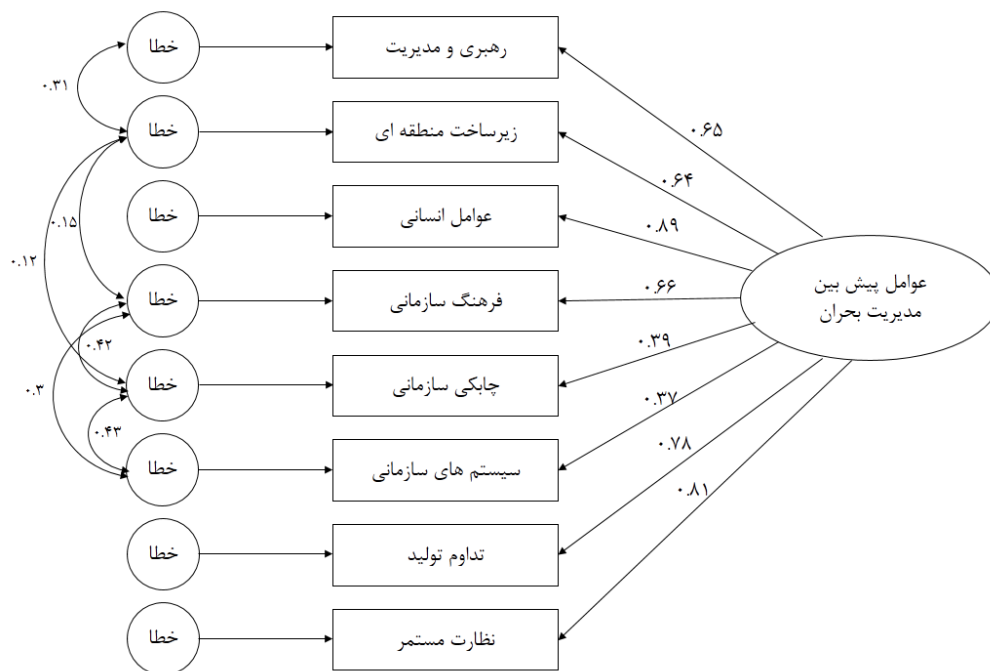 خطا
رهبری و مدیریت
۰.۶۵
۰.۳۱
خطا
زیرساخت منطقه ای
۰.۶۴
خطا
عوامل انسانی
۰.۸۹
۰.۱۵
۰.۱۲
خطا
فرهنگ سازمانی
۰.۶۶
عوامل پیش بین
مدیریت بحران
۰.۴۲
۰.۳
خطا
چابکی سازمانی
۰.۳۹
۰.۴۳
خطا
سیستم های سازمانی
۰.۳۷
خطا
تداوم تولید
۰.۷۸
خطا
نظارت مستمر
۰.۸۱